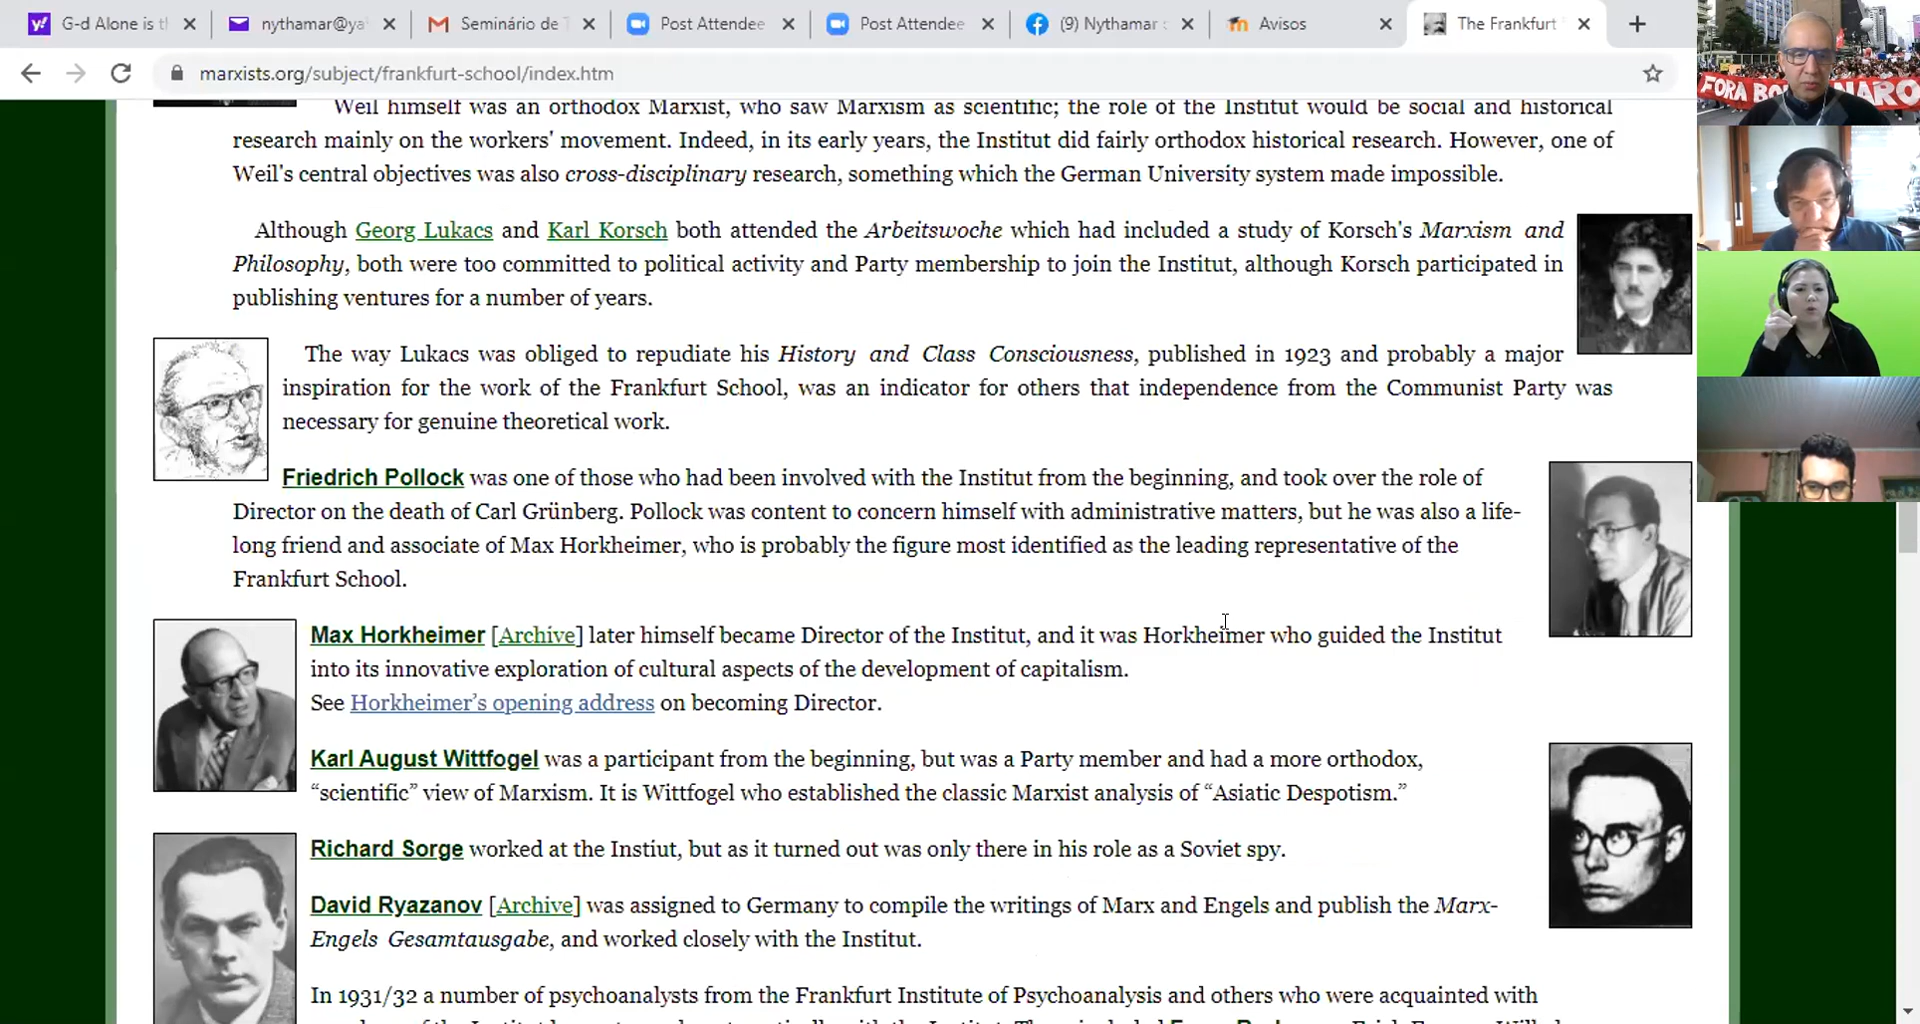 G-d Alone is th
nythamar@ya
Seminário de T
Post Attendee
Post Attendee
(9) Nythamar s
Avisos
The Frankfurt
marxists.org/subject/frankfurt-school/index.htm
FORA BO NARO
Weil himself was an orthodox Marxist, who saw Marxism as scientific; the role of the Institut would be social and historical
research mainly on the workers' movement. Indeed, in its early years, the Institut did fairly orthodox historical research. However, one of
Weil's central objectives was also cross-disciplinary research, something which the German University system made impossible.
Although Georg Lukacs and Karl Korsch both attended the Arbeitswoche which had included a study of Korsch's Marxism and
Philosophy, both were too committed to political activity and Party membership to join the Institut, although Korsch participated in
publishing ventures for a number of years.
The way Lukacs was obliged to repudiate his History and Class Consciousness, published in 1923 and probably a major
inspiration for the work of the Frankfurt School, was an indicator for others that independence from the Communist Party was
necessary for genuine theoretical work.
Friedrich Pollock was one of those who had been involved with the Institut from the beginning, and took over the role of
Director on the death of Carl Grünberg. Pollock was content to concern himself with administrative matters, but he was also a life-
long friend and associate of Max Horkheimer, who is probably the figure most identified as the leading representative of the
Frankfurt School.
Max Horkheimer [Archive] later himself became Director of the Institut, and it was Horkheimer who guided the Institut
into its innovative exploration of cultural aspects of the development of capitalism.
See Horkheimer's opening address on becoming Director.
Karl August Wittfogel was a participant from the beginning, but was a Party member and had a more orthodox,
“scientific” view of Marxism. It is Wittfogel who established the classic Marxist analysis of “Asiatic Despotism.”
Richard Sorge worked at the Instiut, but as it turned out was only there in his role as a Soviet spy.
David Ryazanov [Archive] was assigned to Germany to compile the writings of Marx and Engels and publish the Marx-
Engels Gesamtausgabe, and worked closely with the Institut.
In 1931/32 a number of psychoanalysts from the Frankfurt Institute of Psychoanalysis and others who were acquainted with